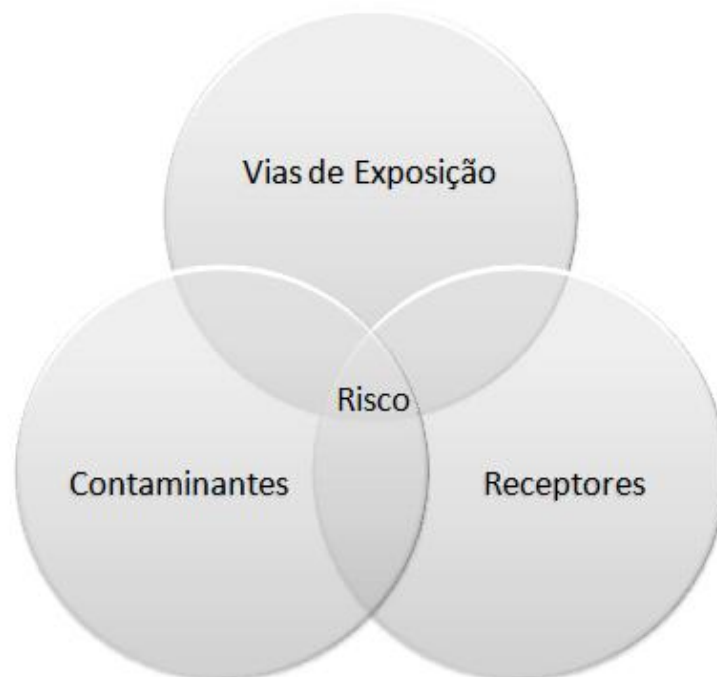 Vias de Exposição
Risco
Contaminantes
Receptores